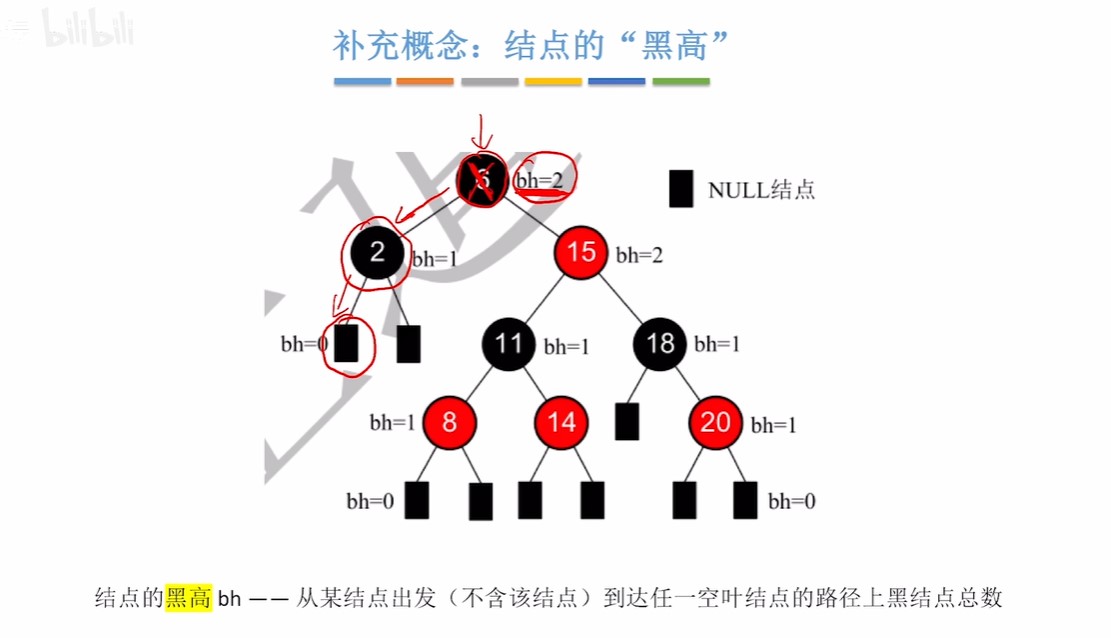 bilibili
补充概念：结点的“黑高”
bh=2
NULL结点
2
bh=1
15
bh=2
bh=0
11
bh=1
18
bh=1
bh=1
8
14
20
bh=1
bh=0
bh=0
结点的黑高 bh —— 从某结点出发（不含该结点）到达任一空叶结点的路径上黑结点总数